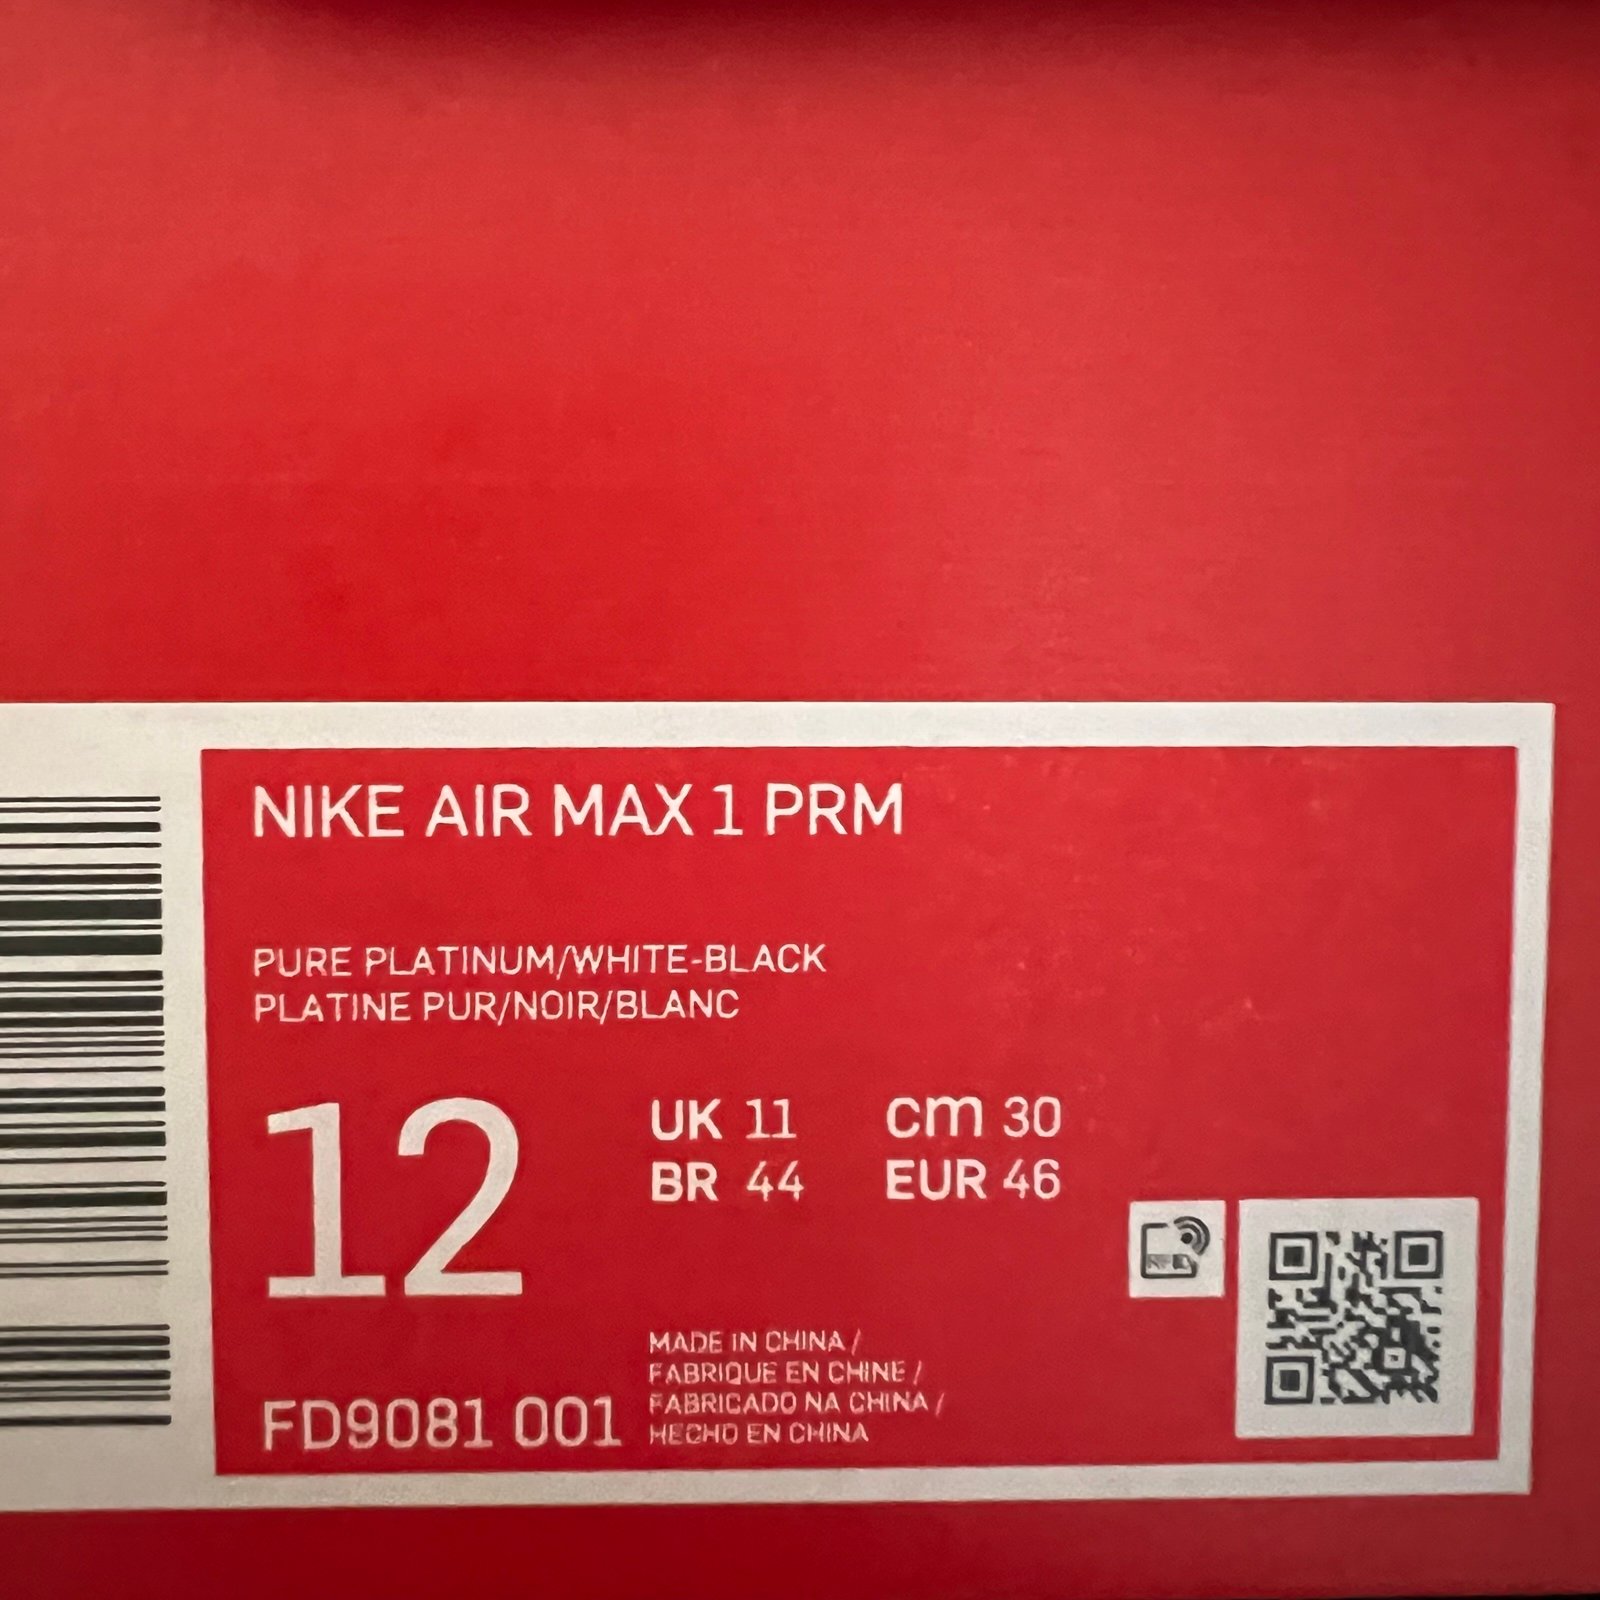 NIKE AIR MAX 1 PRM
PURE PLATINUM/WHITE-BLACK
PLATINE PUR/NOIR/BLANC
12
UK 11 cm 30
BR 44 EUR 46
RFID
FD9081 001
MADE IN CHINA /
FABRIQUE EN CHINE /
FABRICADO NA CHINA /
HECHO EN CHINA